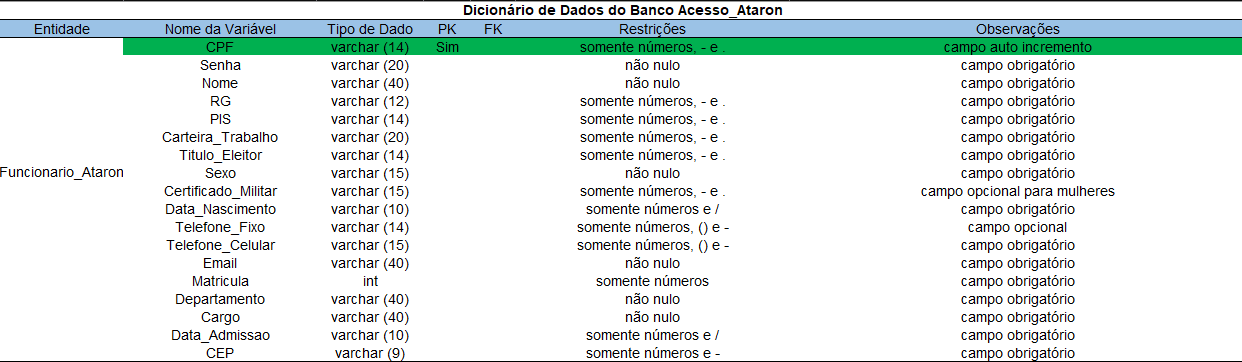 Dicionário de Dados do Banco Acesso_Ataron
Entidade Nome da Variável Tipo de Dado PK FK Restrições Observações
CPF varchar (14) Sim somente números, - e . campo auto incremento
Senha varchar (20) não nulo campo obrigatório
Nome varchar (40) não nulo campo obrigatório
RG varchar (12) somente números, - e . campo obrigatório
PIS varchar (14) somente números, - e . campo obrigatório
Carteira_Trabalho varchar (20) somente números, - e . campo obrigatório
Titulo_Eleitor varchar (14) somente números, - e . campo obrigatório
Funcionario_Ataron Sexo varchar (15) não nulo campo obrigatório
Certificado_Militar varchar (15) somente números, - e . campo opcional para mulheres
Data_Nascimento varchar (10) somente números e / campo obrigatório
Telefone_Fixo varchar (14) somente números, () e - campo opcional
Telefone_Celular varchar (15) somente números, () e - campo obrigatório
Email varchar (40) não nulo campo obrigatório
Matricula int somente números campo obrigatório
Departamento varchar (40) não nulo campo obrigatório
Cargo varchar (40) não nulo campo obrigatório
Data_Admissao varchar (10) somente números e / campo obrigatório
CEP varchar (9) somente números e - campo obrigatório